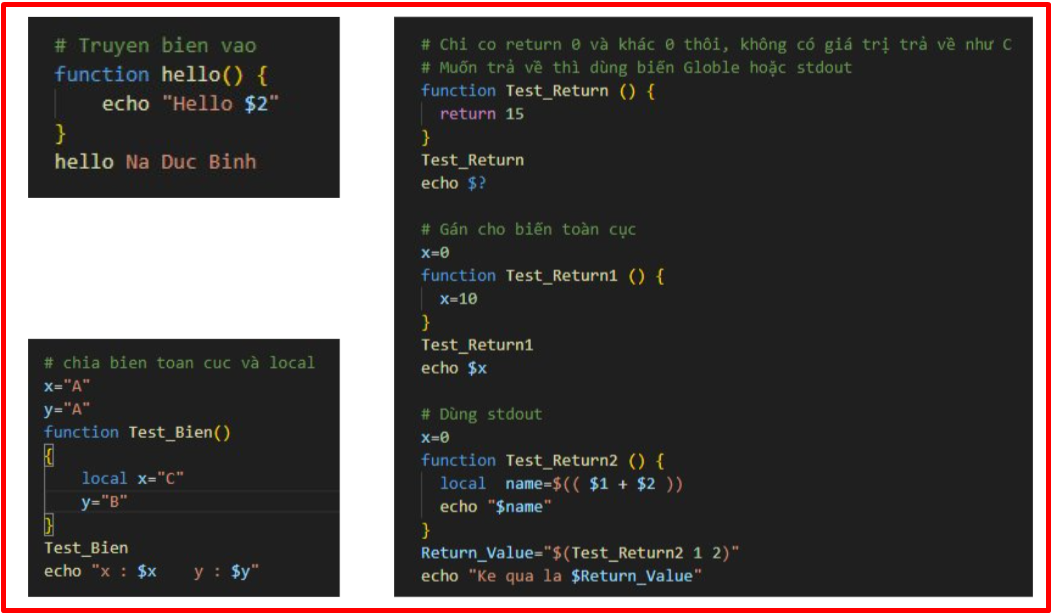 # Truyen bien vao
function hello() {
    echo "Hello $2"
}
hello Na Duc Binh
# chia bien toan cuc và local
x="A"
y="A"
function Test_Bien()
{
    local x="C"
    y="B"
}
Test_Bien
echo "x : $x    y : $y"
# Chi co return 0 và khác 0 thôi, không có giá trị trả về như C
# Muốn trả về thì dùng biến Globle hoặc stdout
function Test_Return () {
  return 15
}
Test_Return
echo $?
# Gán cho biến toàn cục
x=0
function Test_Return1 () {
  x=10
}
Test_Return1
echo $x
# Dùng stdout
x=0
function Test_Return2 () {
  local  name=$(( $1 + $2 ))
  echo "$name"
}
Return_Value="$(Test_Return2 1 2)"
echo "Ke qua la $Return_Value"